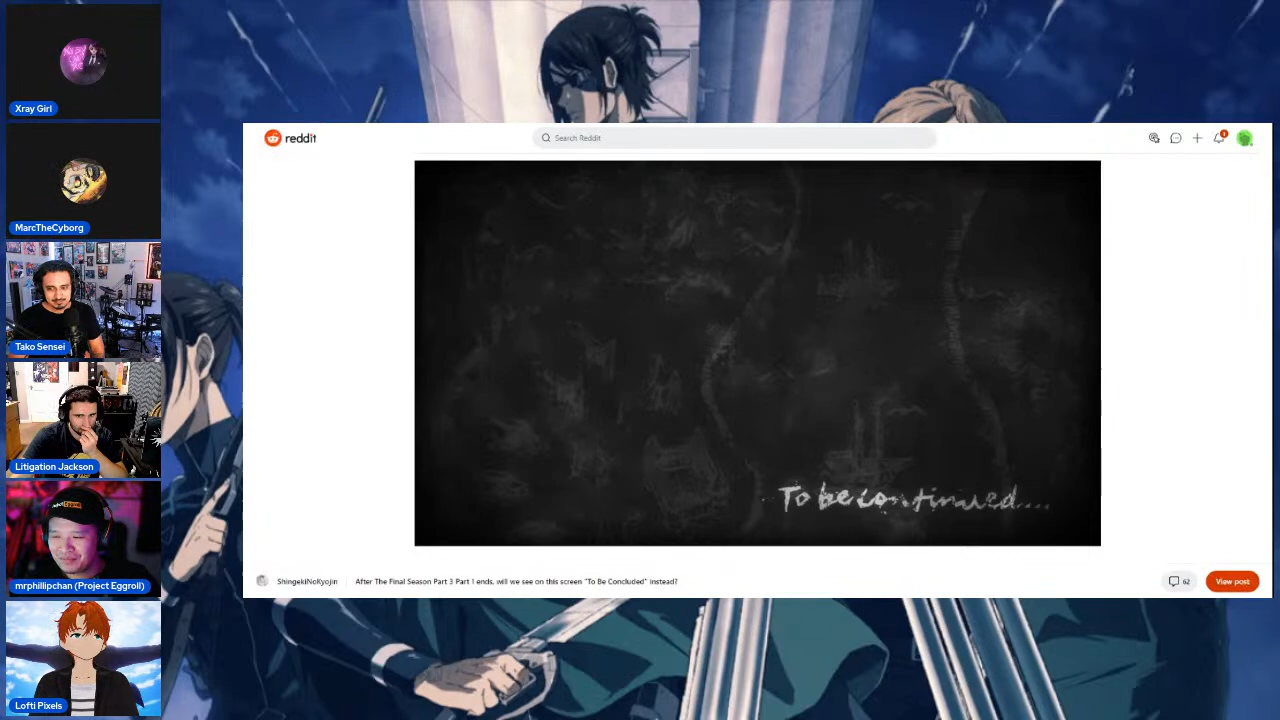 Xray Girl
MarcTheCyborg
Tako Sensei
Litigation Jackson
mrphillipchan (Project Eggroll)
Lofti Pixels
reddit
Search Reddit
To be continued....
ShingekiNoKyojin
After The Final Season Part 3 Part 1 ends, will we see on this screen "To Be Concluded" instead?
62
View post